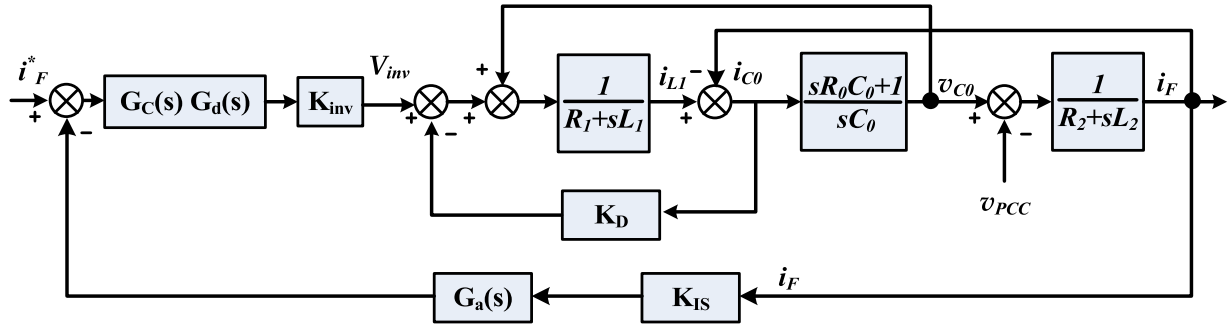 i*F
+
−
GC(s) Gd(s)
Kinv
Vinv
+
−
+
+
1
R1+sL1
iL1
−
+
iC0
sR0C0+1
sC0
vC0
+
−
vPCC
1
R2+sL2
iF
KD
Ga(s)
KIS
iF